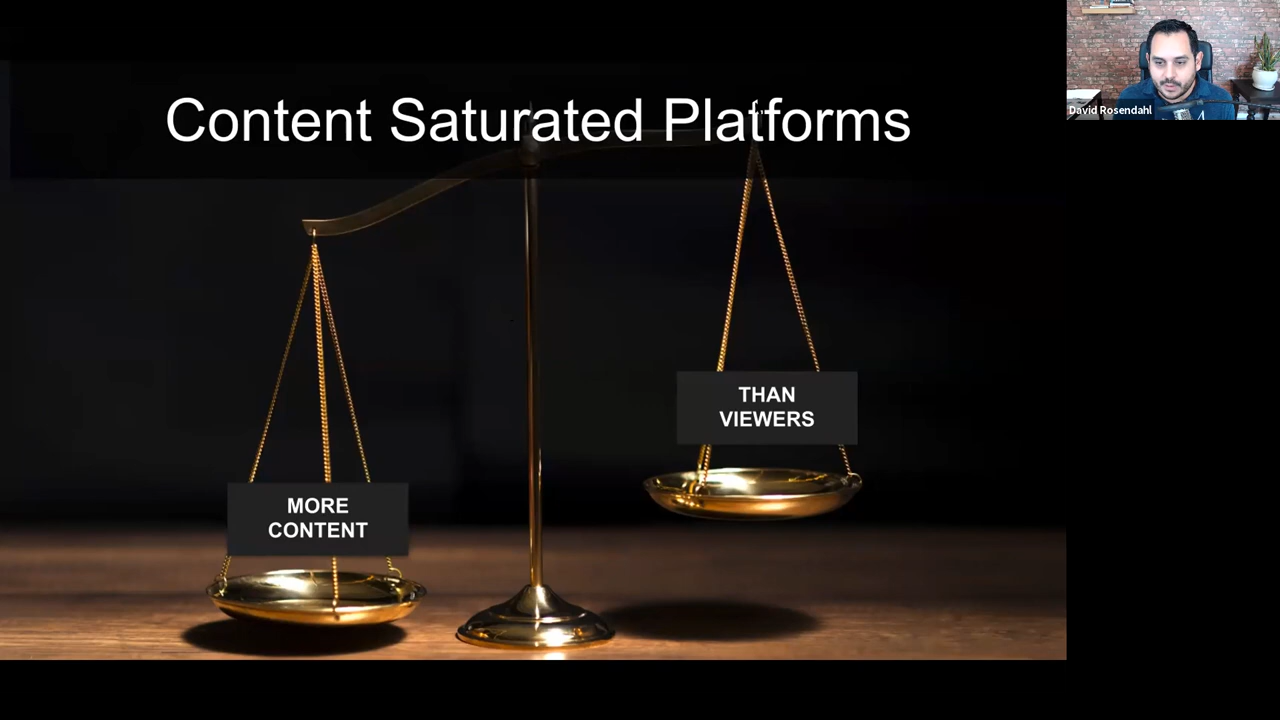 Content Saturated Platforms
David Rosendahl
THAN
VIEWERS
MORE
CONTENT